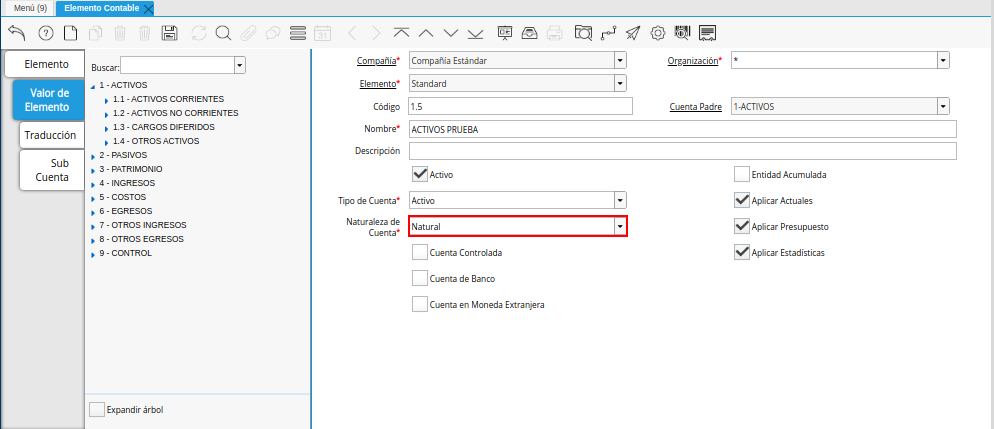 Menú (9)
Elemento Contable
Elemento
Valor de
Elemento
Traducción
Sub
Cuenta
Buscar:
1 - ACTIVOS
1.1 - ACTIVOS CORRIENTES
1.2 - ACTIVOS NO CORRIENTES
1.3 - CARGOS DIFERIDOS
1.4 - OTROS ACTIVOS
2 - PASIVOS
3 - PATRIMONIO
4 - INGRESOS
5 - COSTOS
6 - EGRESOS
7 - OTROS INGRESOS
8 - OTROS EGRESOS
9 - CONTROL
Expandir árbol
Compañía* Compañía Estándar Organización* *
Elemento* Standard
Código 1.5 Cuenta Padre 1-ACTIVOS
Nombre* ACTIVOS PRUEBA
Descripción
Activo Entidad Acumulada
Tipo de Cuenta* Activo Aplicar Actuales
Naturaleza de
Cuenta* Natural Aplicar Presupuesto
Cuenta Controlada Aplicar Estadísticas
Cuenta de Banco
Cuenta en Moneda Extranjera